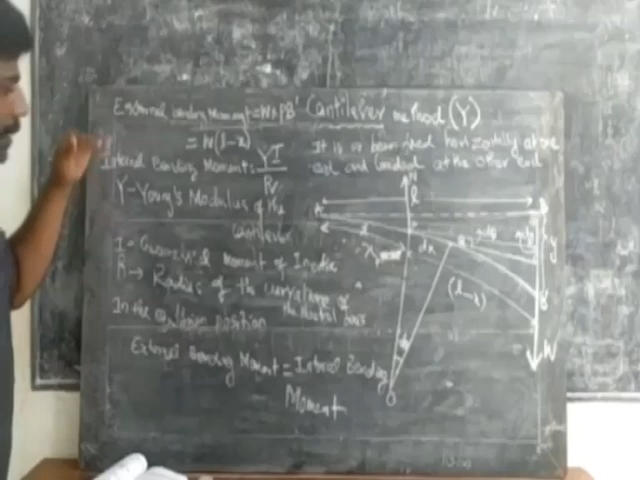 External bending Moment = W x PB' Cantilever method (Y)
= W(l-x)
It is a beam fixed horizontally at one
end and loaded at the other end
Internal Bending Moment = YI
R
Y - Young's Modulus of the
cantilever
I = Geometrical moment of Inertia
R → Radius of the curvature of
the Neutral axis
In the position
External Bending Moment = Internal Bending
Moment
l
A
B
x
dx
(l-x)
y
W
O